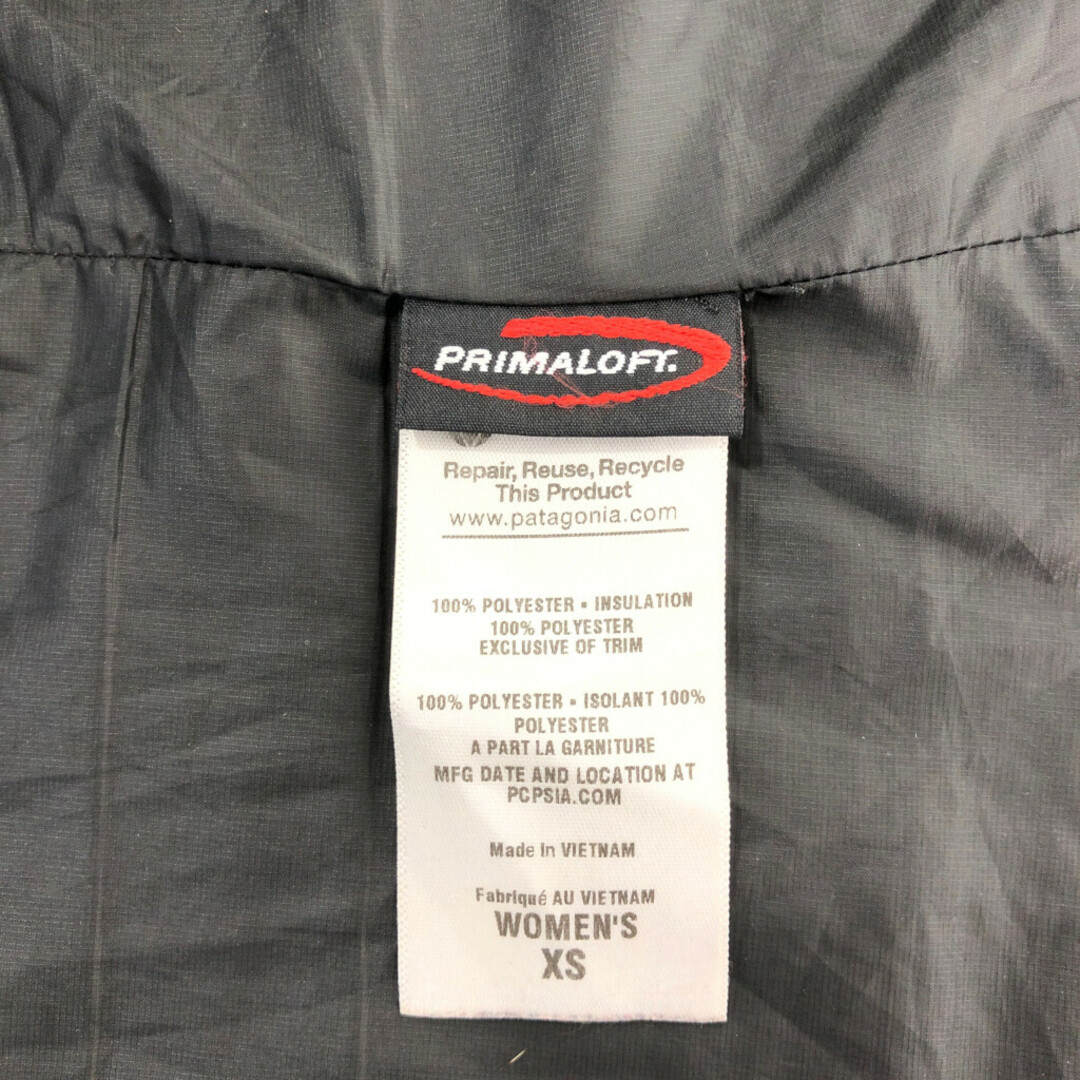 PRIMALOFT.
Repair, Reuse, Recycle
This Product
www.patagonia.com
100% POLYESTER ▪ INSULATION
100% POLYESTER
EXCLUSIVE OF TRIM
100% POLYESTER ▪ ISOLANT 100%
POLYESTER
A PART LA GARNITURE
MFG DATE AND LOCATION AT
PCPSIA.COM
Made in VIETNAM
Fabriqué AU VIETNAM
WOMEN'S
XS